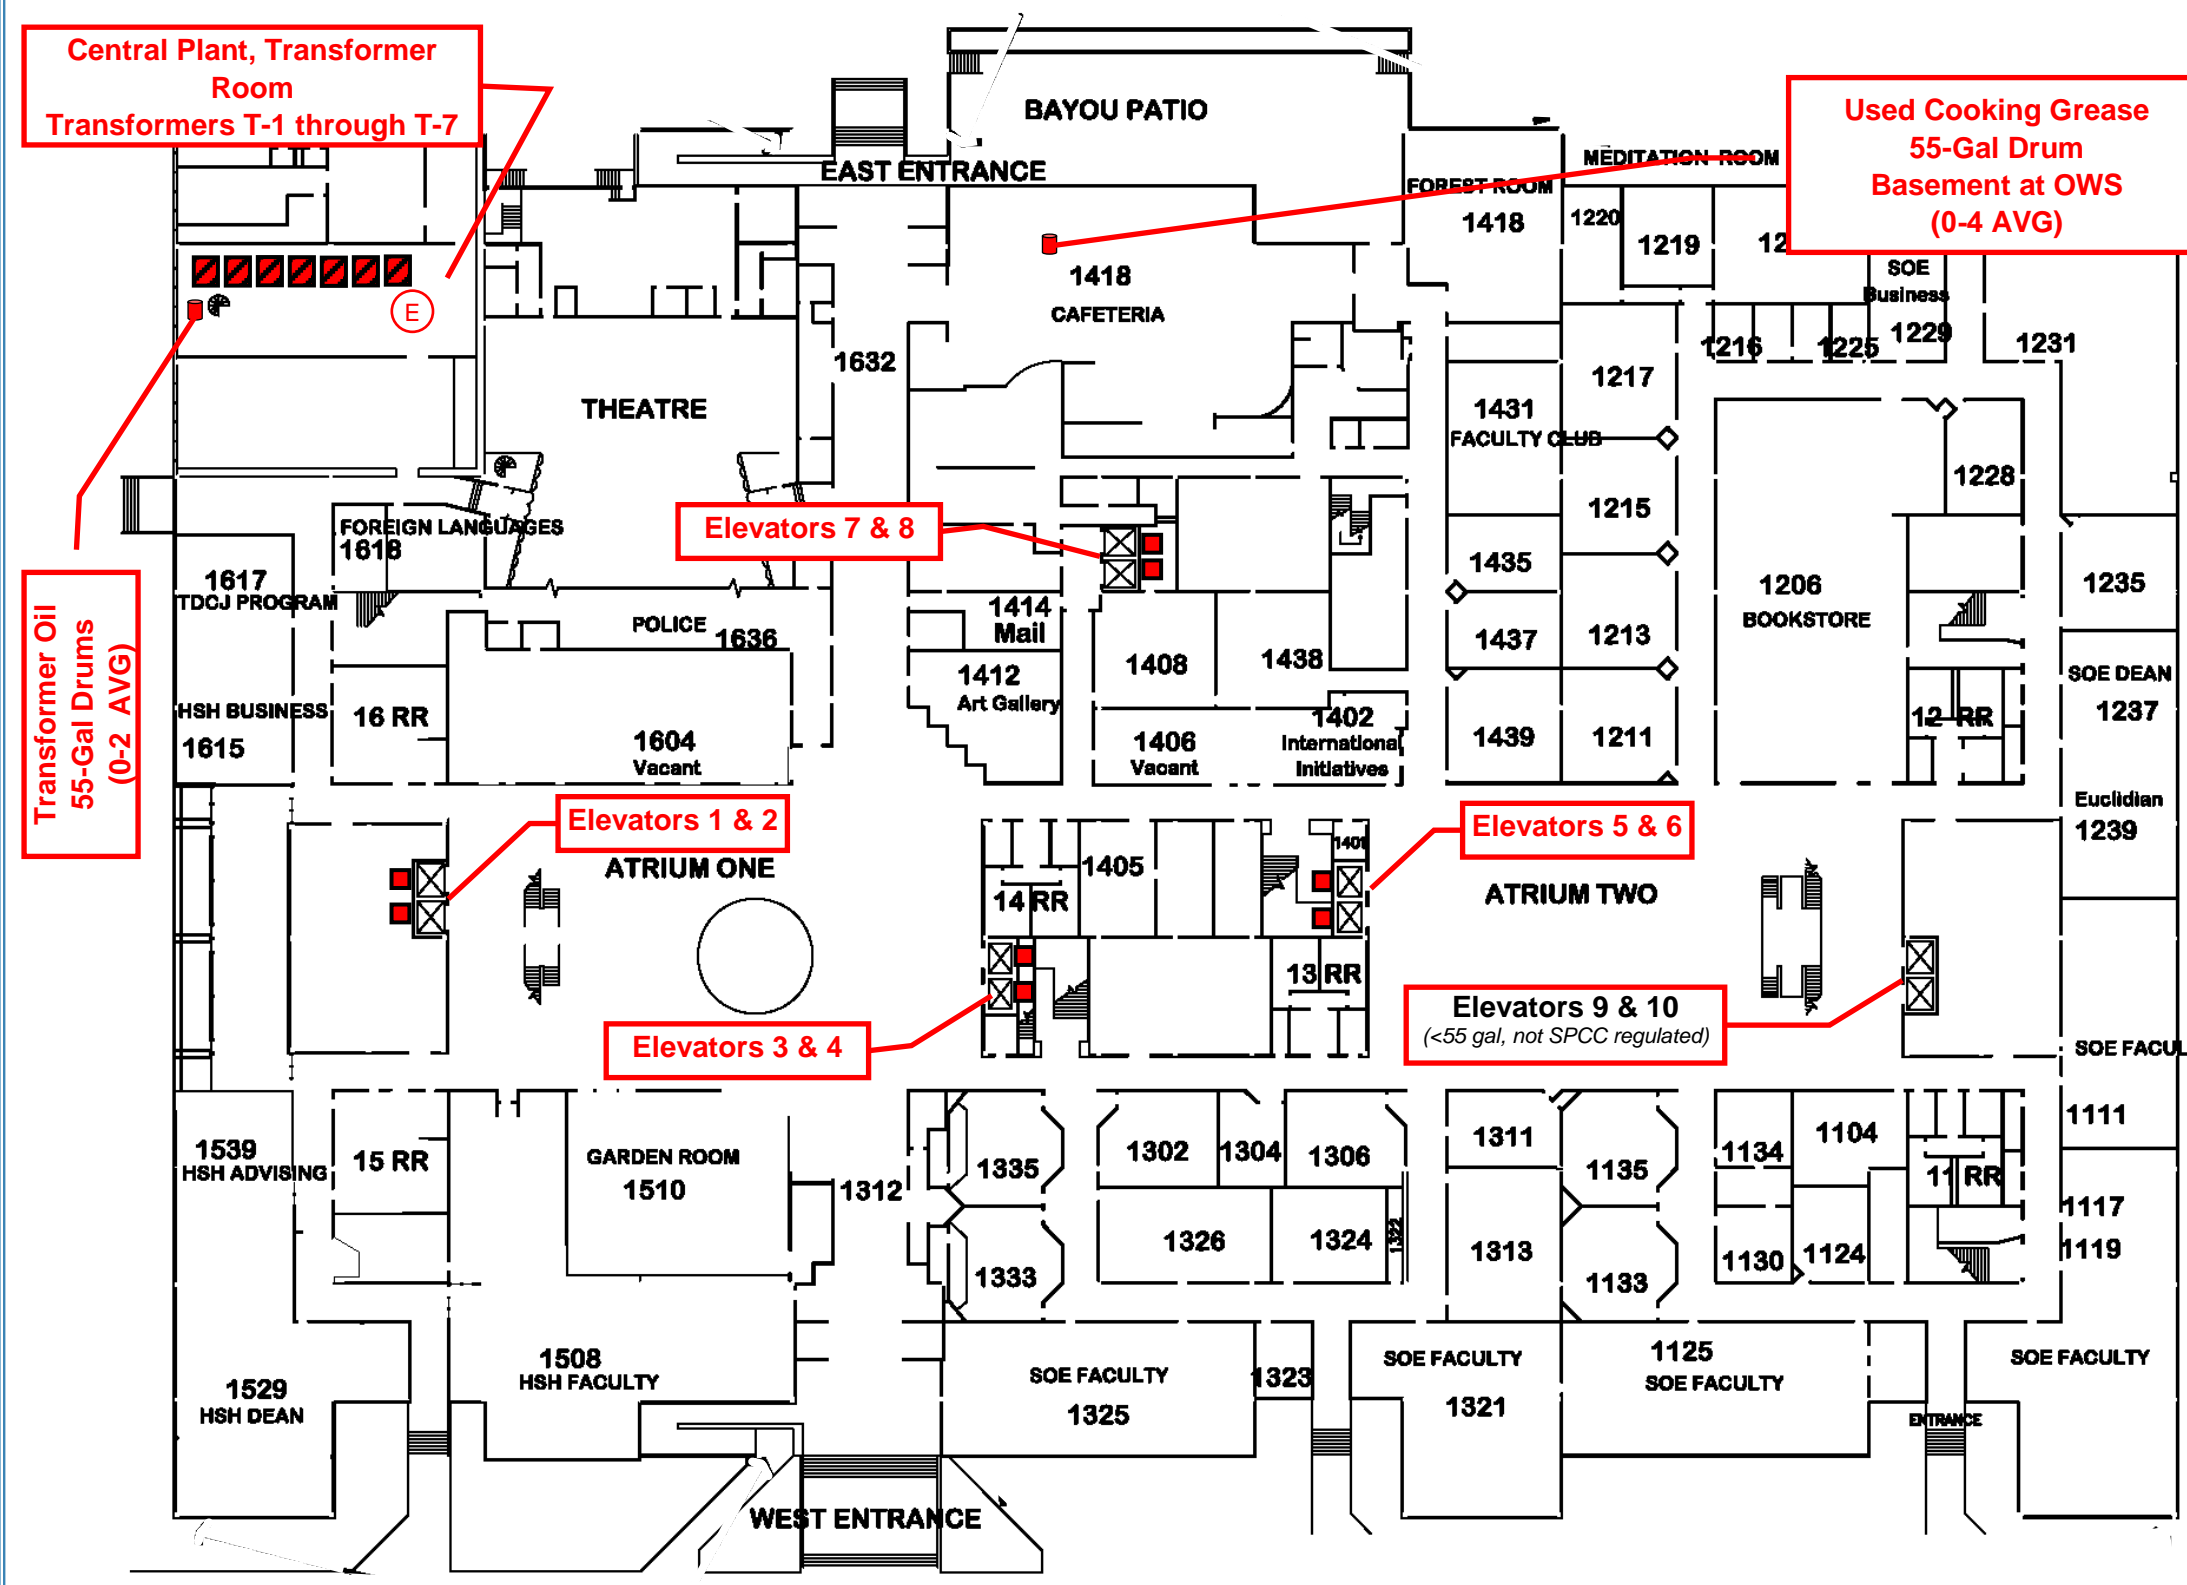 Central Plant, Transformer
Room
Transformers T-1 through T-7
BAYOU PATIO
EAST ENTRANCE
Used Cooking Grease
55-Gal Drum
Basement at OWS
(0-4 AVG)
MEDITATION ROOM
FOREST ROOM
1418
1220
1219
SOE
Business
1229
1231
1216
1225
E
1418
CAFETERIA
1632
THEATRE
1217
1431
FACULTY CLUB
1228
1215
Elevators 7 & 8
FOREIGN LANGUAGES
1618
1617
TDCJ PROGRAM
1435
1206
BOOKSTORE
1235
Transformer Oil
55-Gal Drums
(0-2 AVG)
POLICE
1636
1414
Mail
1437
1213
1408
1438
1412
Art Gallery
SOE DEAN
1237
HSH BUSINESS
1615
16 RR
1604
Vacant
1406
Vacant
1402
International
Initiatives
1439
1211
12 RR
Euclidian
1239
Elevators 1 & 2
Elevators 5 & 6
ATRIUM ONE
1405
1401
14 RR
ATRIUM TWO
13 RR
Elevators 3 & 4
Elevators 9 & 10
(<55 gal, not SPCC regulated)
SOE FACUL
1111
1539
HSH ADVISING
15 RR
GARDEN ROOM
1510
1312
1335
1302
1304
1306
1311
1135
1134
1104
11 RR
1117
1119
1326
1324
1322
1313
1333
1133
1130
1124
1508
HSH FACULTY
1529
HSH DEAN
SOE FACULTY
1325
1323
SOE FACULTY
1321
1125
SOE FACULTY
SOE FACULTY
ENTRANCE
WEST ENTRANCE